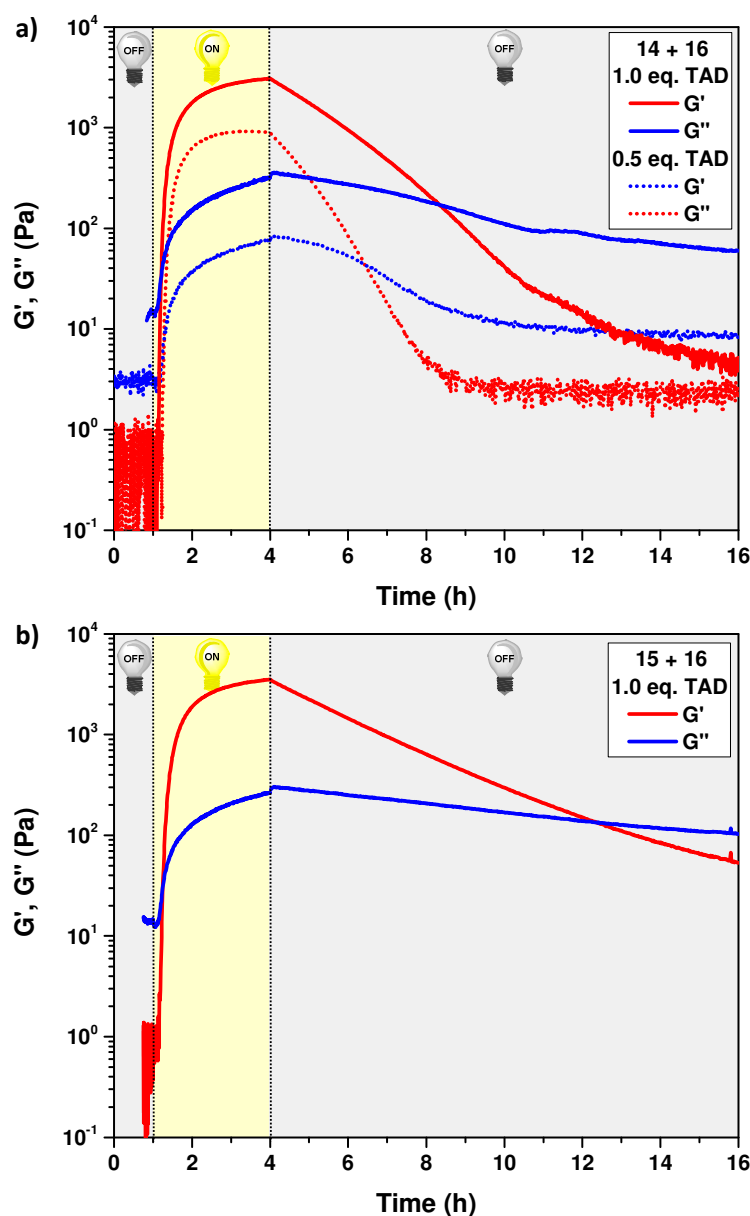 a)
OFF
ON
OFF
14 + 16
1.0 eq. TAD
G'
G''
0.5 eq. TAD
G'
G''
10^4
10^3
10^2
10^1
10^0
10^-1
G', G'' (Pa)
0 2 4 6 8 10 12 14 16
Time (h)
b)
OFF
ON
OFF
15 + 16
1.0 eq. TAD
G'
G''
10^4
10^3
10^2
10^1
10^0
10^-1
G', G'' (Pa)
0 2 4 6 8 10 12 14 16
Time (h)